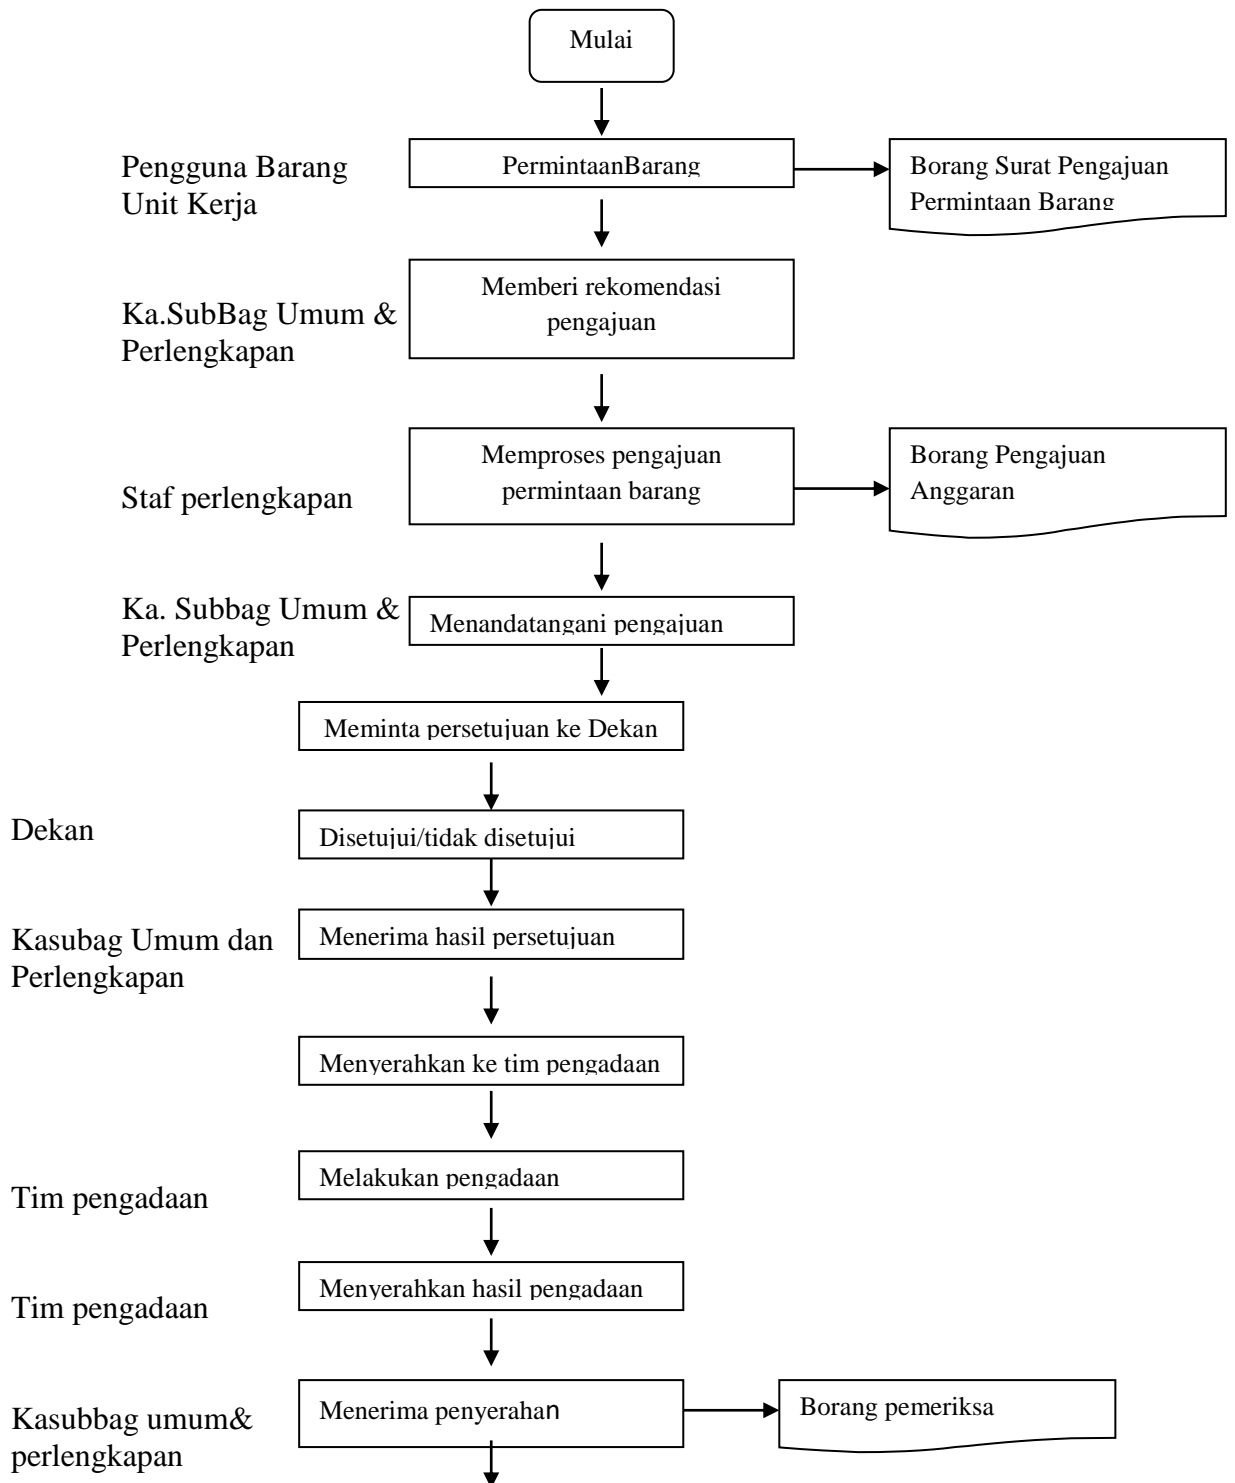 Mulai
Pengguna Barang
Unit Kerja
PermintaanBarang
Borang Surat Pengajuan
Permintaan Barang
Ka.SubBag Umum &
Perlengkapan
Memberi rekomendasi
pengajuan
Staf perlengkapan
Memproses pengajuan
permintaan barang
Borang Pengajuan
Anggaran
Ka. Subbag Umum &
Perlengkapan
Menandatangani pengajuan
Meminta persetujuan ke Dekan
Dekan
Disetujui/tidak disetujui
Kasubag Umum dan
Perlengkapan
Menerima hasil persetujuan
Menyerahkan ke tim pengadaan
Tim pengadaan
Melakukan pengadaan
Tim pengadaan
Menyerahkan hasil pengadaan
Kasubbag umum&
perlengkapan
Menerima penyerahan
Borang pemeriksa